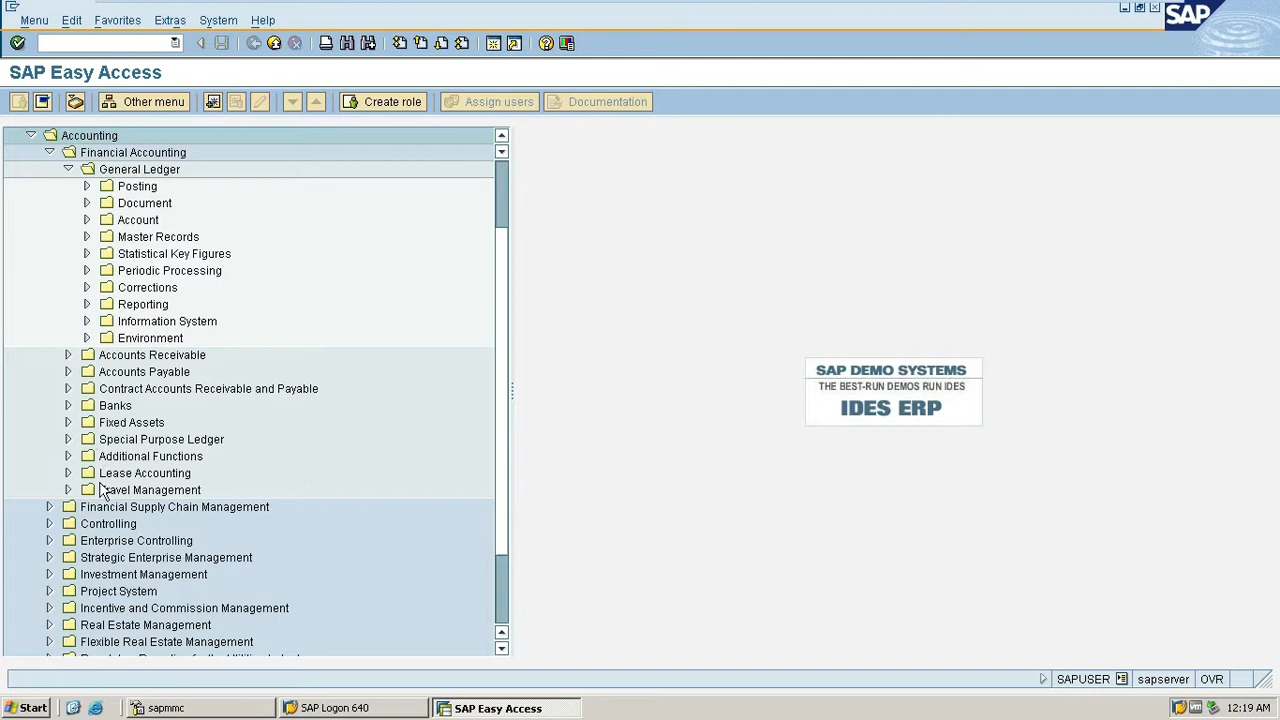 Menu Edit Favorites Extras System Help
SAP
SAP Easy Access
Other menu Create role Assign users Documentation
Accounting
Financial Accounting
General Ledger
Posting
Document
Account
Master Records
Statistical Key Figures
Periodic Processing
Corrections
Reporting
Information System
Environment
Accounts Receivable
Accounts Payable
Contract Accounts Receivable and Payable
Banks
Fixed Assets
Special Purpose Ledger
Additional Functions
Lease Accounting
Travel Management
Financial Supply Chain Management
Controlling
Enterprise Controlling
Strategic Enterprise Management
Investment Management
Project System
Incentive and Commission Management
Real Estate Management
Flexible Real Estate Management
SAP DEMO SYSTEMS
THE BEST-RUN DEMOS RUN IDES
IDES ERP
SAPUSER sapserver OVR
Start sapmmc SAP Logon 640 SAP Easy Access 12:19 AM